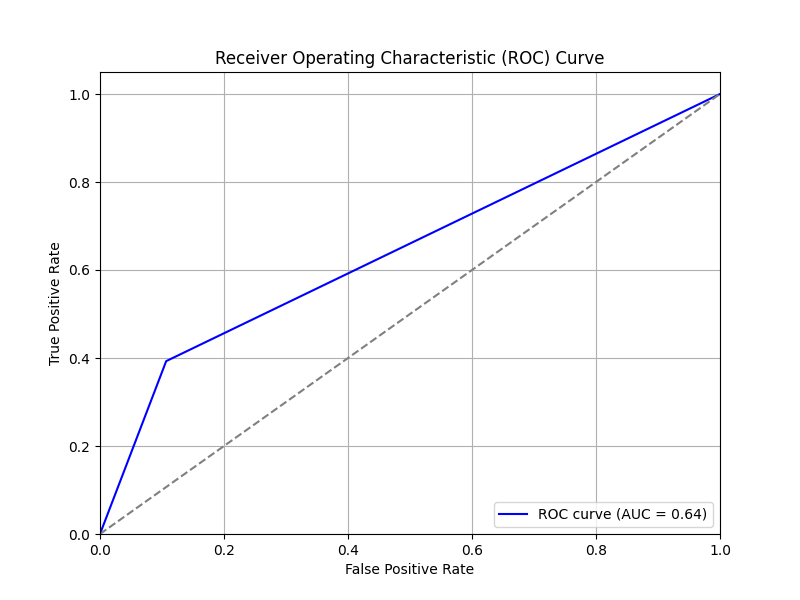 Receiver Operating Characteristic (ROC) Curve
True Positive Rate
1.0
0.8
0.6
0.4
0.2
0.0
ROC curve (AUC = 0.64)
0.0 0.2 0.4 0.6 0.8 1.0
False Positive Rate